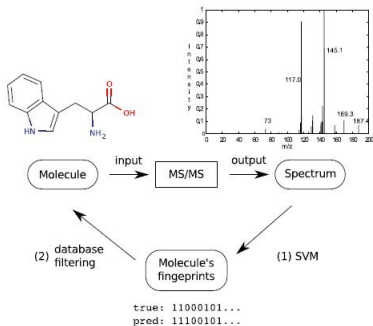 1
0.9
0.8
0.7
0.6
0.5
0.4
0.3
0.2
0.1
0
Intensity
145.1
117.0
73
169.3
187.4
0 20 40 60 80 100 120 140 160 180 200
m/z
O
OH
NH2
HN
Molecule
input
MS/MS
output
Spectrum
(2) database
filtering
Molecule's
fingeprints
(1) SVM
true: 11000101...
pred: 11100101...